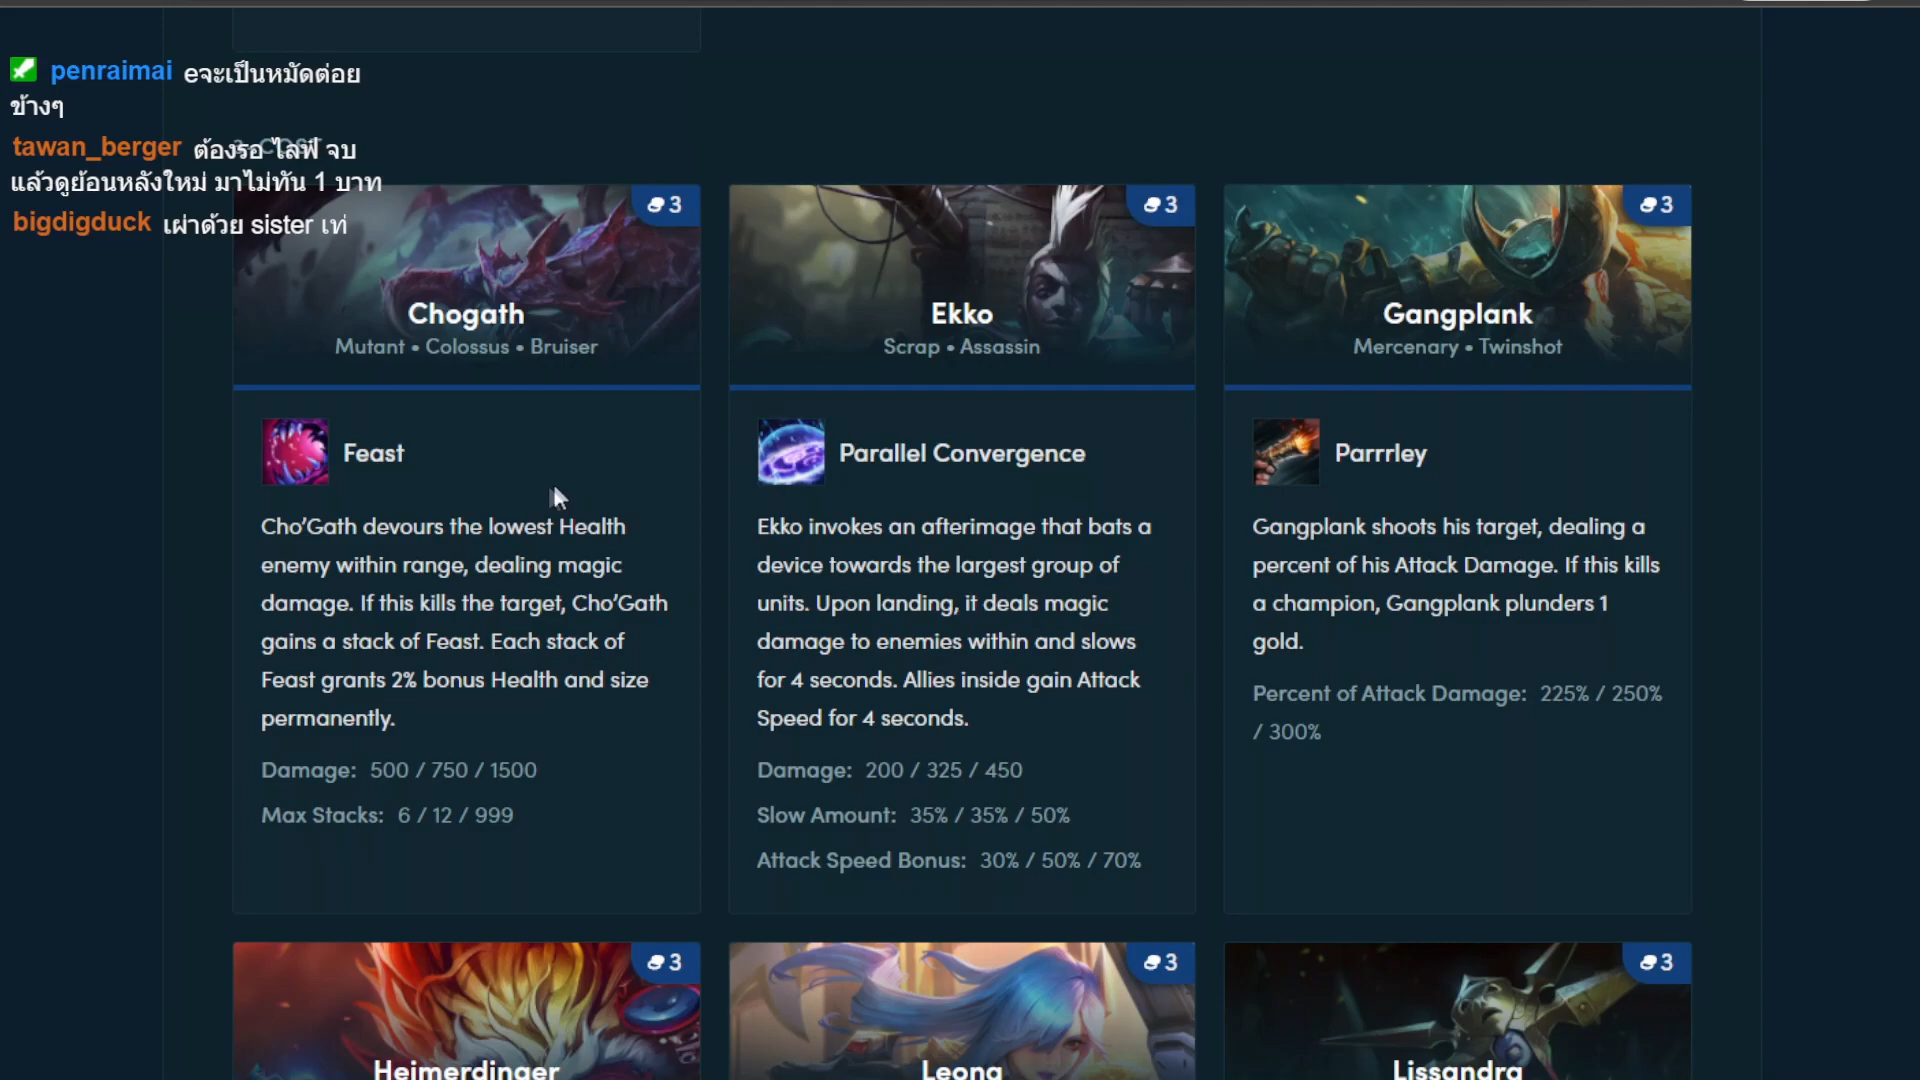 penraimai eจะเป็นหมัดต่อย
ข้างๆ
tawan_berger ต้องรอ ไลฟ์ จบ
แล้วดูย้อนหลังใหม่ มาไม่ทัน 1 บาท
bigdigduck เผ่าด้วย sister เท่
3 3 3
Chogath
Mutant • Colossus • Bruiser
Feast
Cho’Gath devours the lowest Health
enemy within range, dealing magic
damage. If this kills the target, Cho’Gath
gains a stack of Feast. Each stack of
Feast grants 2% bonus Health and size
permanently.
Damage: 500 / 750 / 1500
Max Stacks: 6 / 12 / 999
Ekko
Scrap • Assassin
Parallel Convergence
Ekko invokes an afterimage that bats a
device towards the largest group of
units. Upon landing, it deals magic
damage to enemies within and slows
for 4 seconds. Allies inside gain Attack
Speed for 4 seconds.
Damage: 200 / 325 / 450
Slow Amount: 35% / 35% / 50%
Attack Speed Bonus: 30% / 50% / 70%
Gangplank
Mercenary • Twinshot
Parrrley
Gangplank shoots his target, dealing a
percent of his Attack Damage. If this kills
a champion, Gangplank plunders 1
gold.
Percent of Attack Damage: 225% / 250%
/ 300%
3 3 3
Heimerdinger
Leona
Lissandra